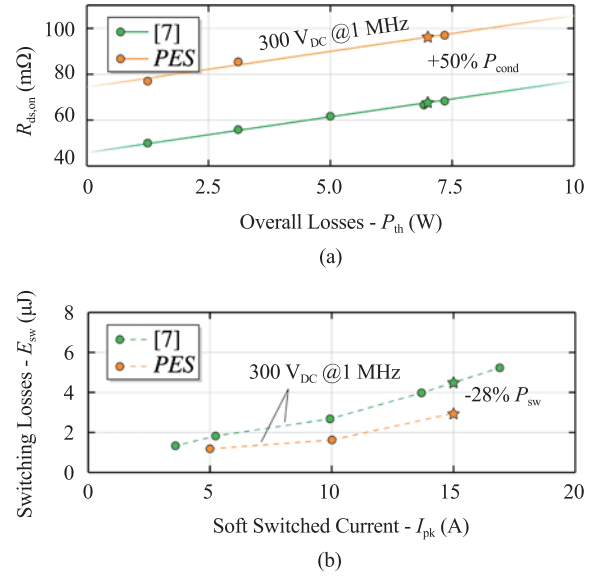 (a)
100
80
60
40
R_ds,on (mΩ)
[7]
PES
300 V_DC @1 MHz
+50% P_cond
0
2.5
5.0
7.5
10
Overall Losses - P_th (W)
(a)
8
6
4
2
0
Switching Losses - E_sw (μJ)
[7]
PES
300 V_DC @1 MHz
-28% P_sw
0
5
10
15
20
Soft Switched Current - I_pk (A)
(b)